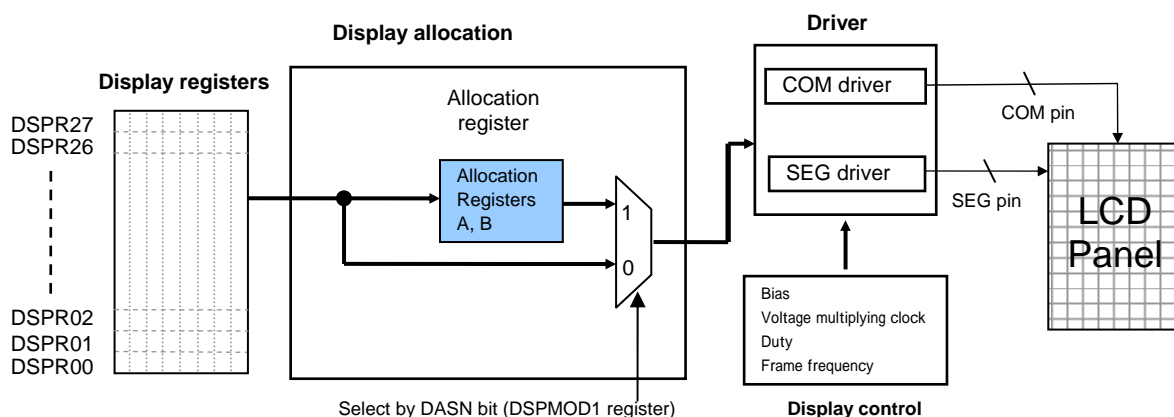 Display registers
DSPR27
DSPR26
DSPR02
DSPR01
DSPR00
Display allocation
Allocation
register
Allocation
Registers
A, B
1
0
Select by DASN bit (DSPMOD1 register)
Driver
COM driver
SEG driver
COM pin
SEG pin
LCD
Panel
Bias
Voltage multiplying clock
Duty
Frame frequency
Display control